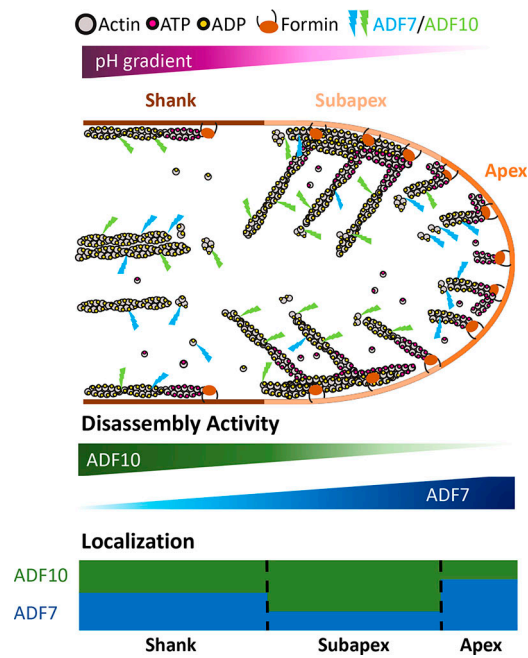 Actin ATP ADP Formin ADF7/ADF10
pH gradient
Shank Subapex
Apex
Disassembly Activity
ADF10
ADF7
Localization
ADF10
ADF7
Shank Subapex Apex